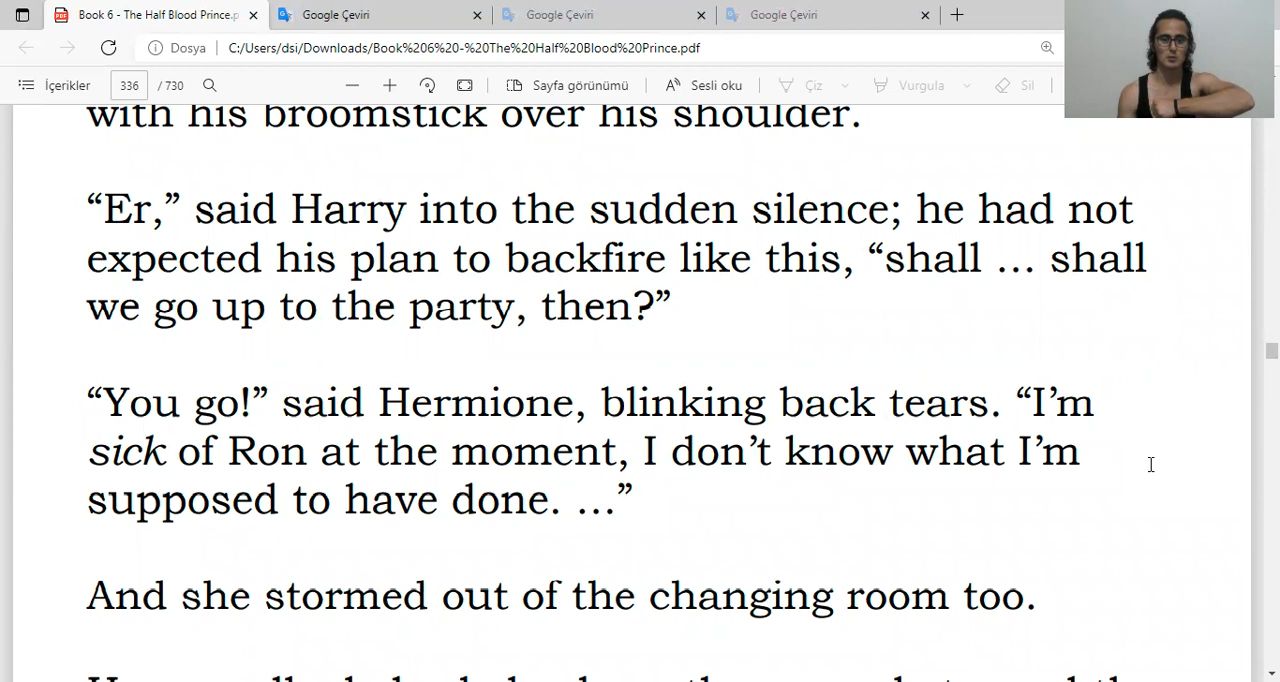 Book 6 - The Half Blood Prince.p
Google Çeviri
Google Çeviri
Google Çeviri
Dosya
C:/Users/dsi/Downloads/Book%206%20-%20The%20Half%20Blood%20Prince.pdf
İçerikler
336 / 730
Sayfa görünümü
Sesli oku
Çiz
Vurgula
Sil
with his broomstick over his shoulder.
“Er,” said Harry into the sudden silence; he had not
expected his plan to backfire like this, “shall ... shall
we go up to the party, then?”
“You go!” said Hermione, blinking back tears. “I’m
sick of Ron at the moment, I don’t know what I’m
supposed to have done. ...”
And she stormed out of the changing room too.